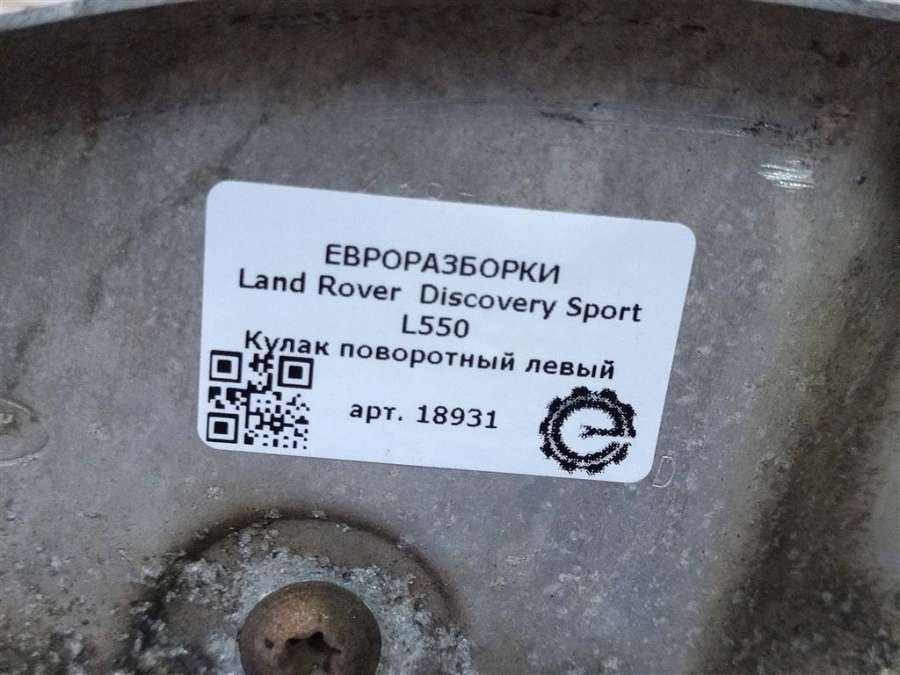 ЕВРОРАЗБОРКИ
Land Rover Discovery Sport
L550
Кулак поворотный левый
арт. 18931
D